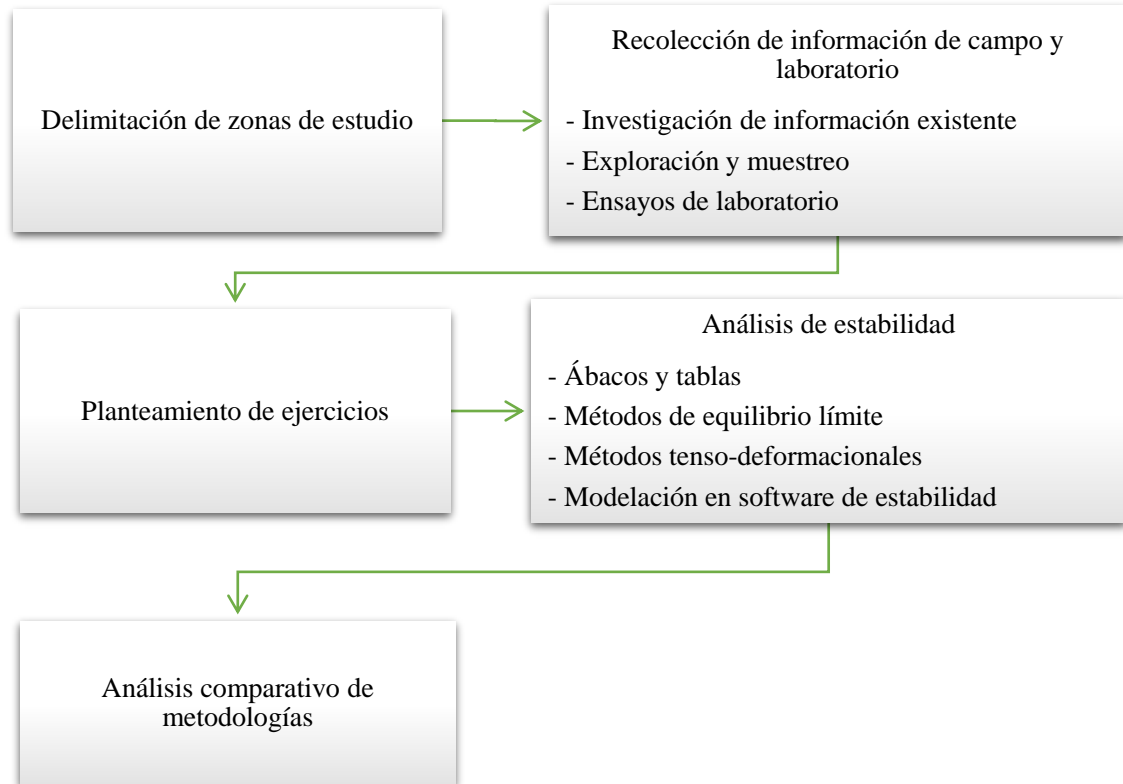 Delimitación de zonas de estudio
Recolección de información de campo y
laboratorio
- Investigación de información existente
- Exploración y muestreo
- Ensayos de laboratorio
Planteamiento de ejercicios
Análisis de estabilidad
- Ábacos y tablas
- Métodos de equilibrio límite
- Métodos tenso-deformacionales
- Modelación en software de estabilidad
Análisis comparativo de
metodologías